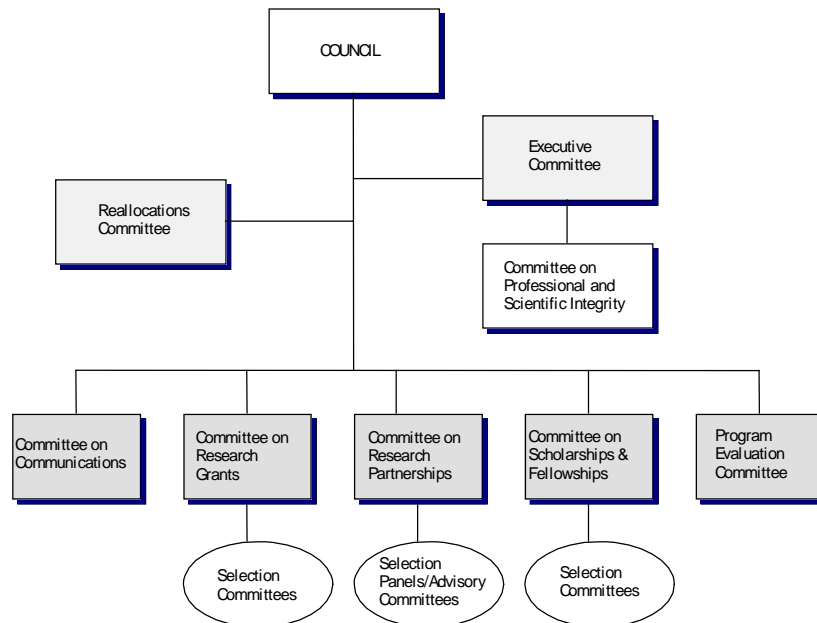 COUNCIL
Executive
Committee
Reallocations
Committee
Committee on
Professional and
Scientific Integrity
Committee on
Communications
Committee on
Research
Grants
Committee on
Research
Partnerships
Committee on
Scholarships &
Fellowships
Program
Evaluation
Committee
Selection
Committees
Selection
Panels/Advisory
Committees
Selection
Committees